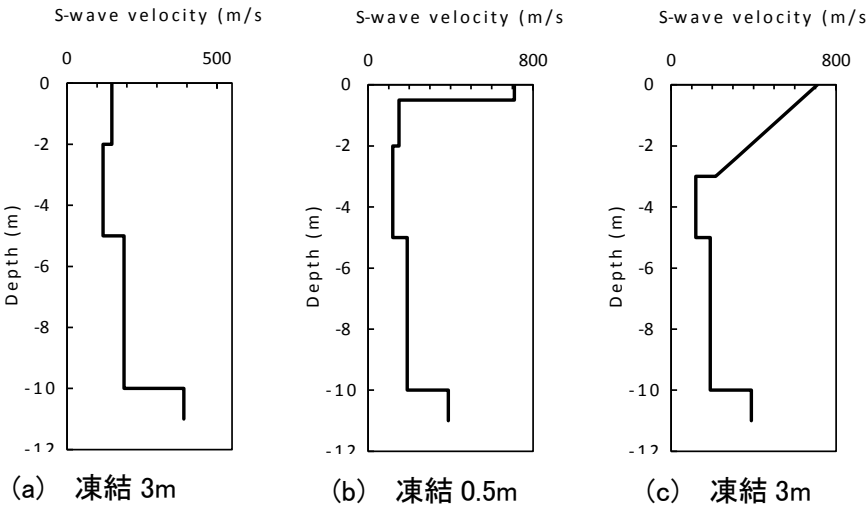 S-wave velocity (m/s
0 500
0
-2
-4
-6
-8
-10
-12
Depth (m)
(a) 凍結 3m
S-wave velocity (m/s
0 800
0
-2
-4
-6
-8
-10
-12
Depth (m)
(b) 凍結 0.5m
S-wave velocity (m/s
0 800
0
-2
-4
-6
-8
-10
-12
Depth (m)
(c) 凍結 3m